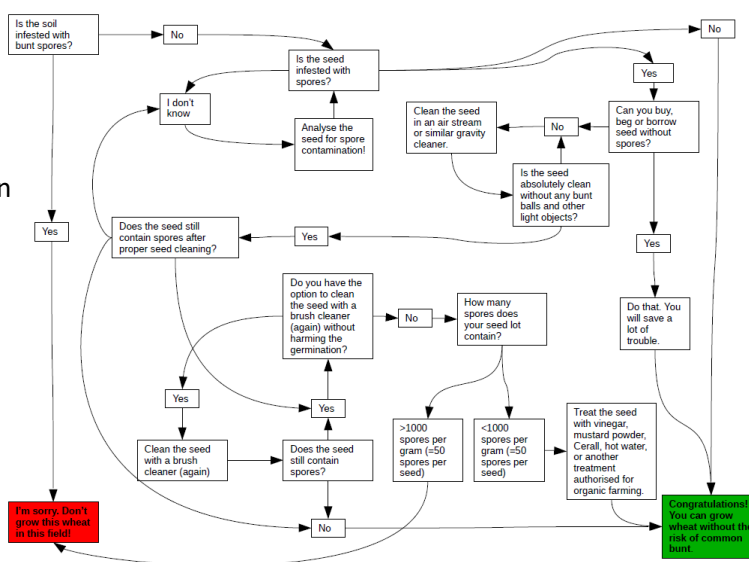 Is the soil
infested with
bunt spores?
No
No
Is the seed
infested with
spores?
Yes
I don't
know
Clean the seed
in an air stream
or similar gravity
cleaner.
No
Can you buy,
beg or borrow
seed without
spores?
Analyse the
seed for spore
contamination!
Is the seed
absolutely clean
without any bunt
balls and other
light objects?
n
Yes
Does the seed still
contain spores after
proper seed cleaning?
Yes
Yes
Do you have the
option to clean
the seed with a
brush cleaner
(again) without
harming the
germination?
No
How many
spores does
your seed lot
contain?
Do that. You
will save a
lot of
trouble.
Yes
Yes
Clean the seed
with a brush
cleaner (again)
Does the seed
still contain
spores?
>1000
spores per
gram (=50
spores per
seed)
<1000
spores per
gram (=50
spores per
seed)
Treat the seed
with vinegar,
mustard powder,
Cerall, hot water,
or another
treatment
authorised for
organic farming.
I'm sorry. Don't
grow this wheat
in this field!
No
Congratulations!
You can grow
wheat without the
risk of common
bunt.